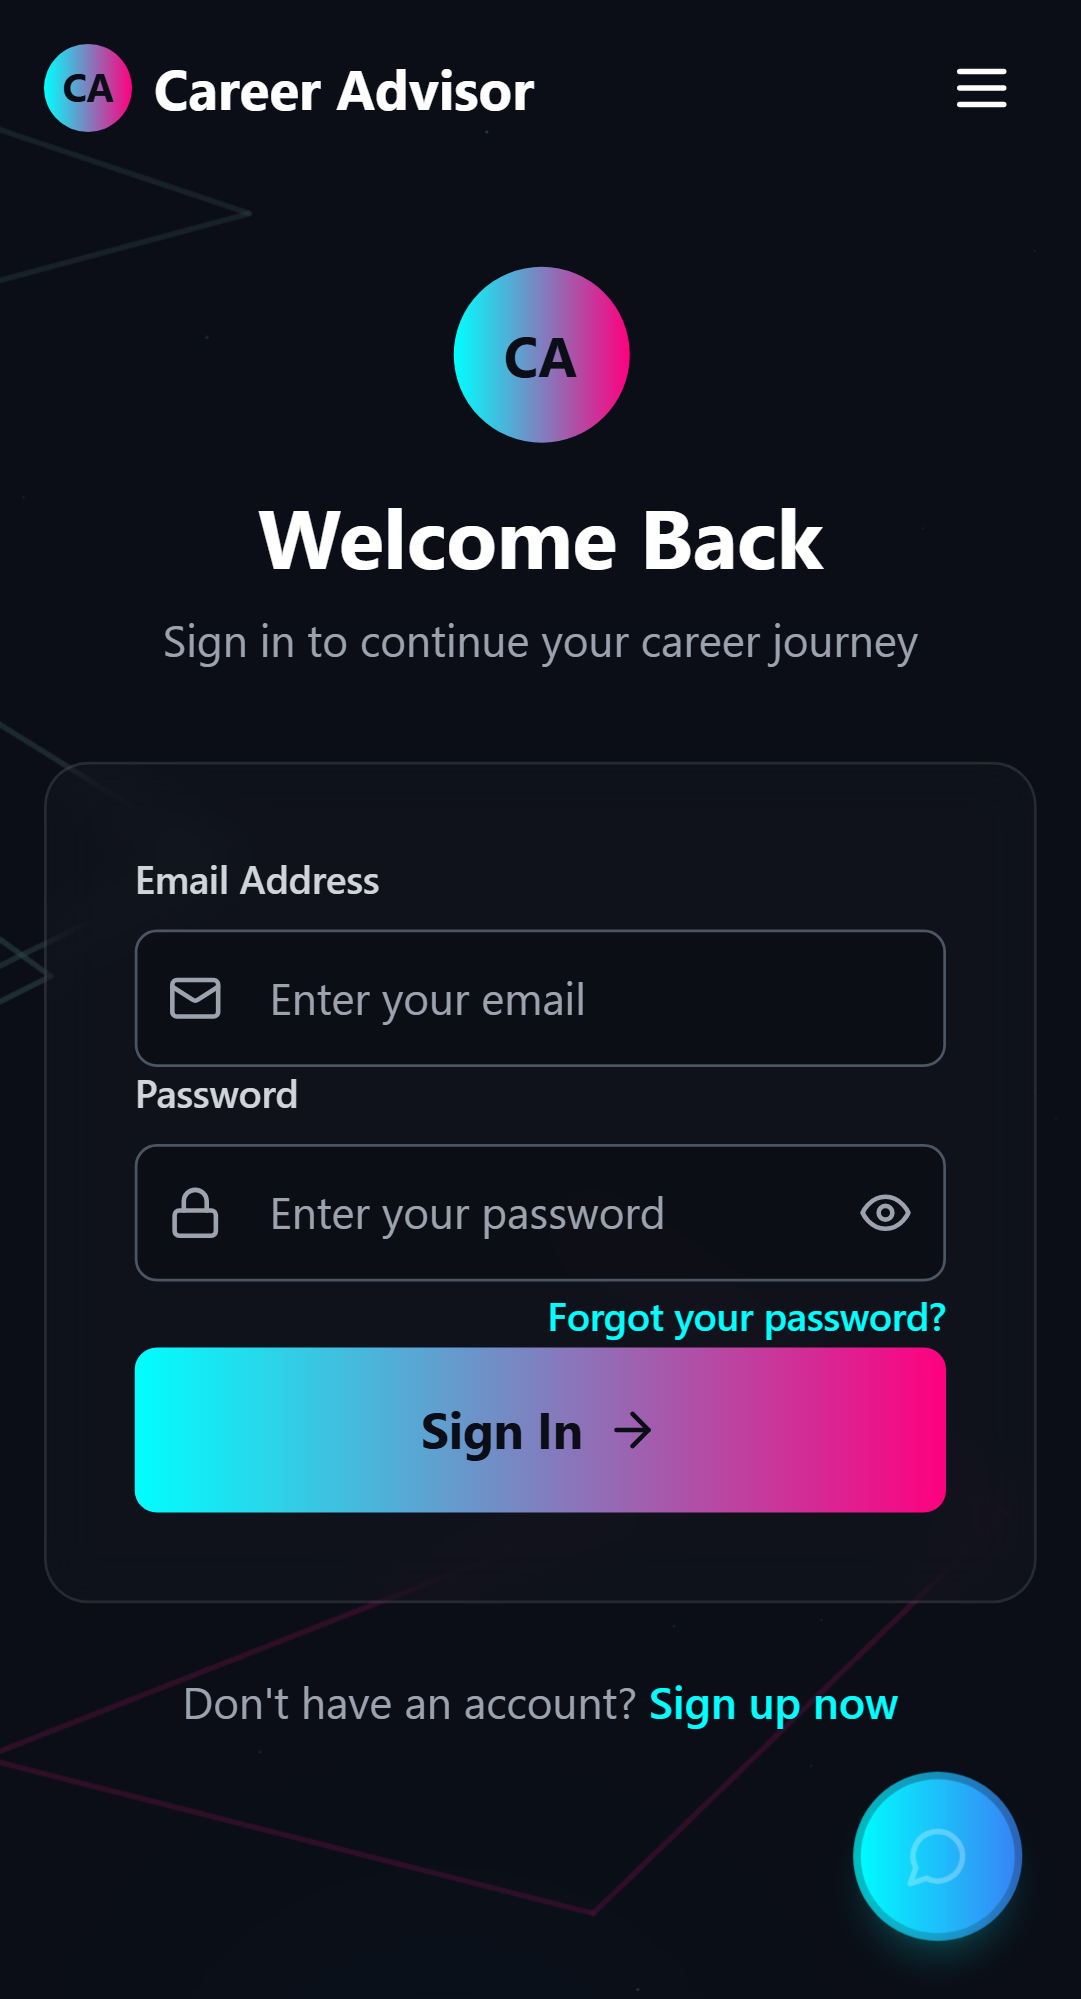 CA Career Advisor
CA
Welcome Back
Sign in to continue your career journey
Email Address
Enter your email
Password
Enter your password
Forgot your password?
Sign In
Don't have an account? Sign up now